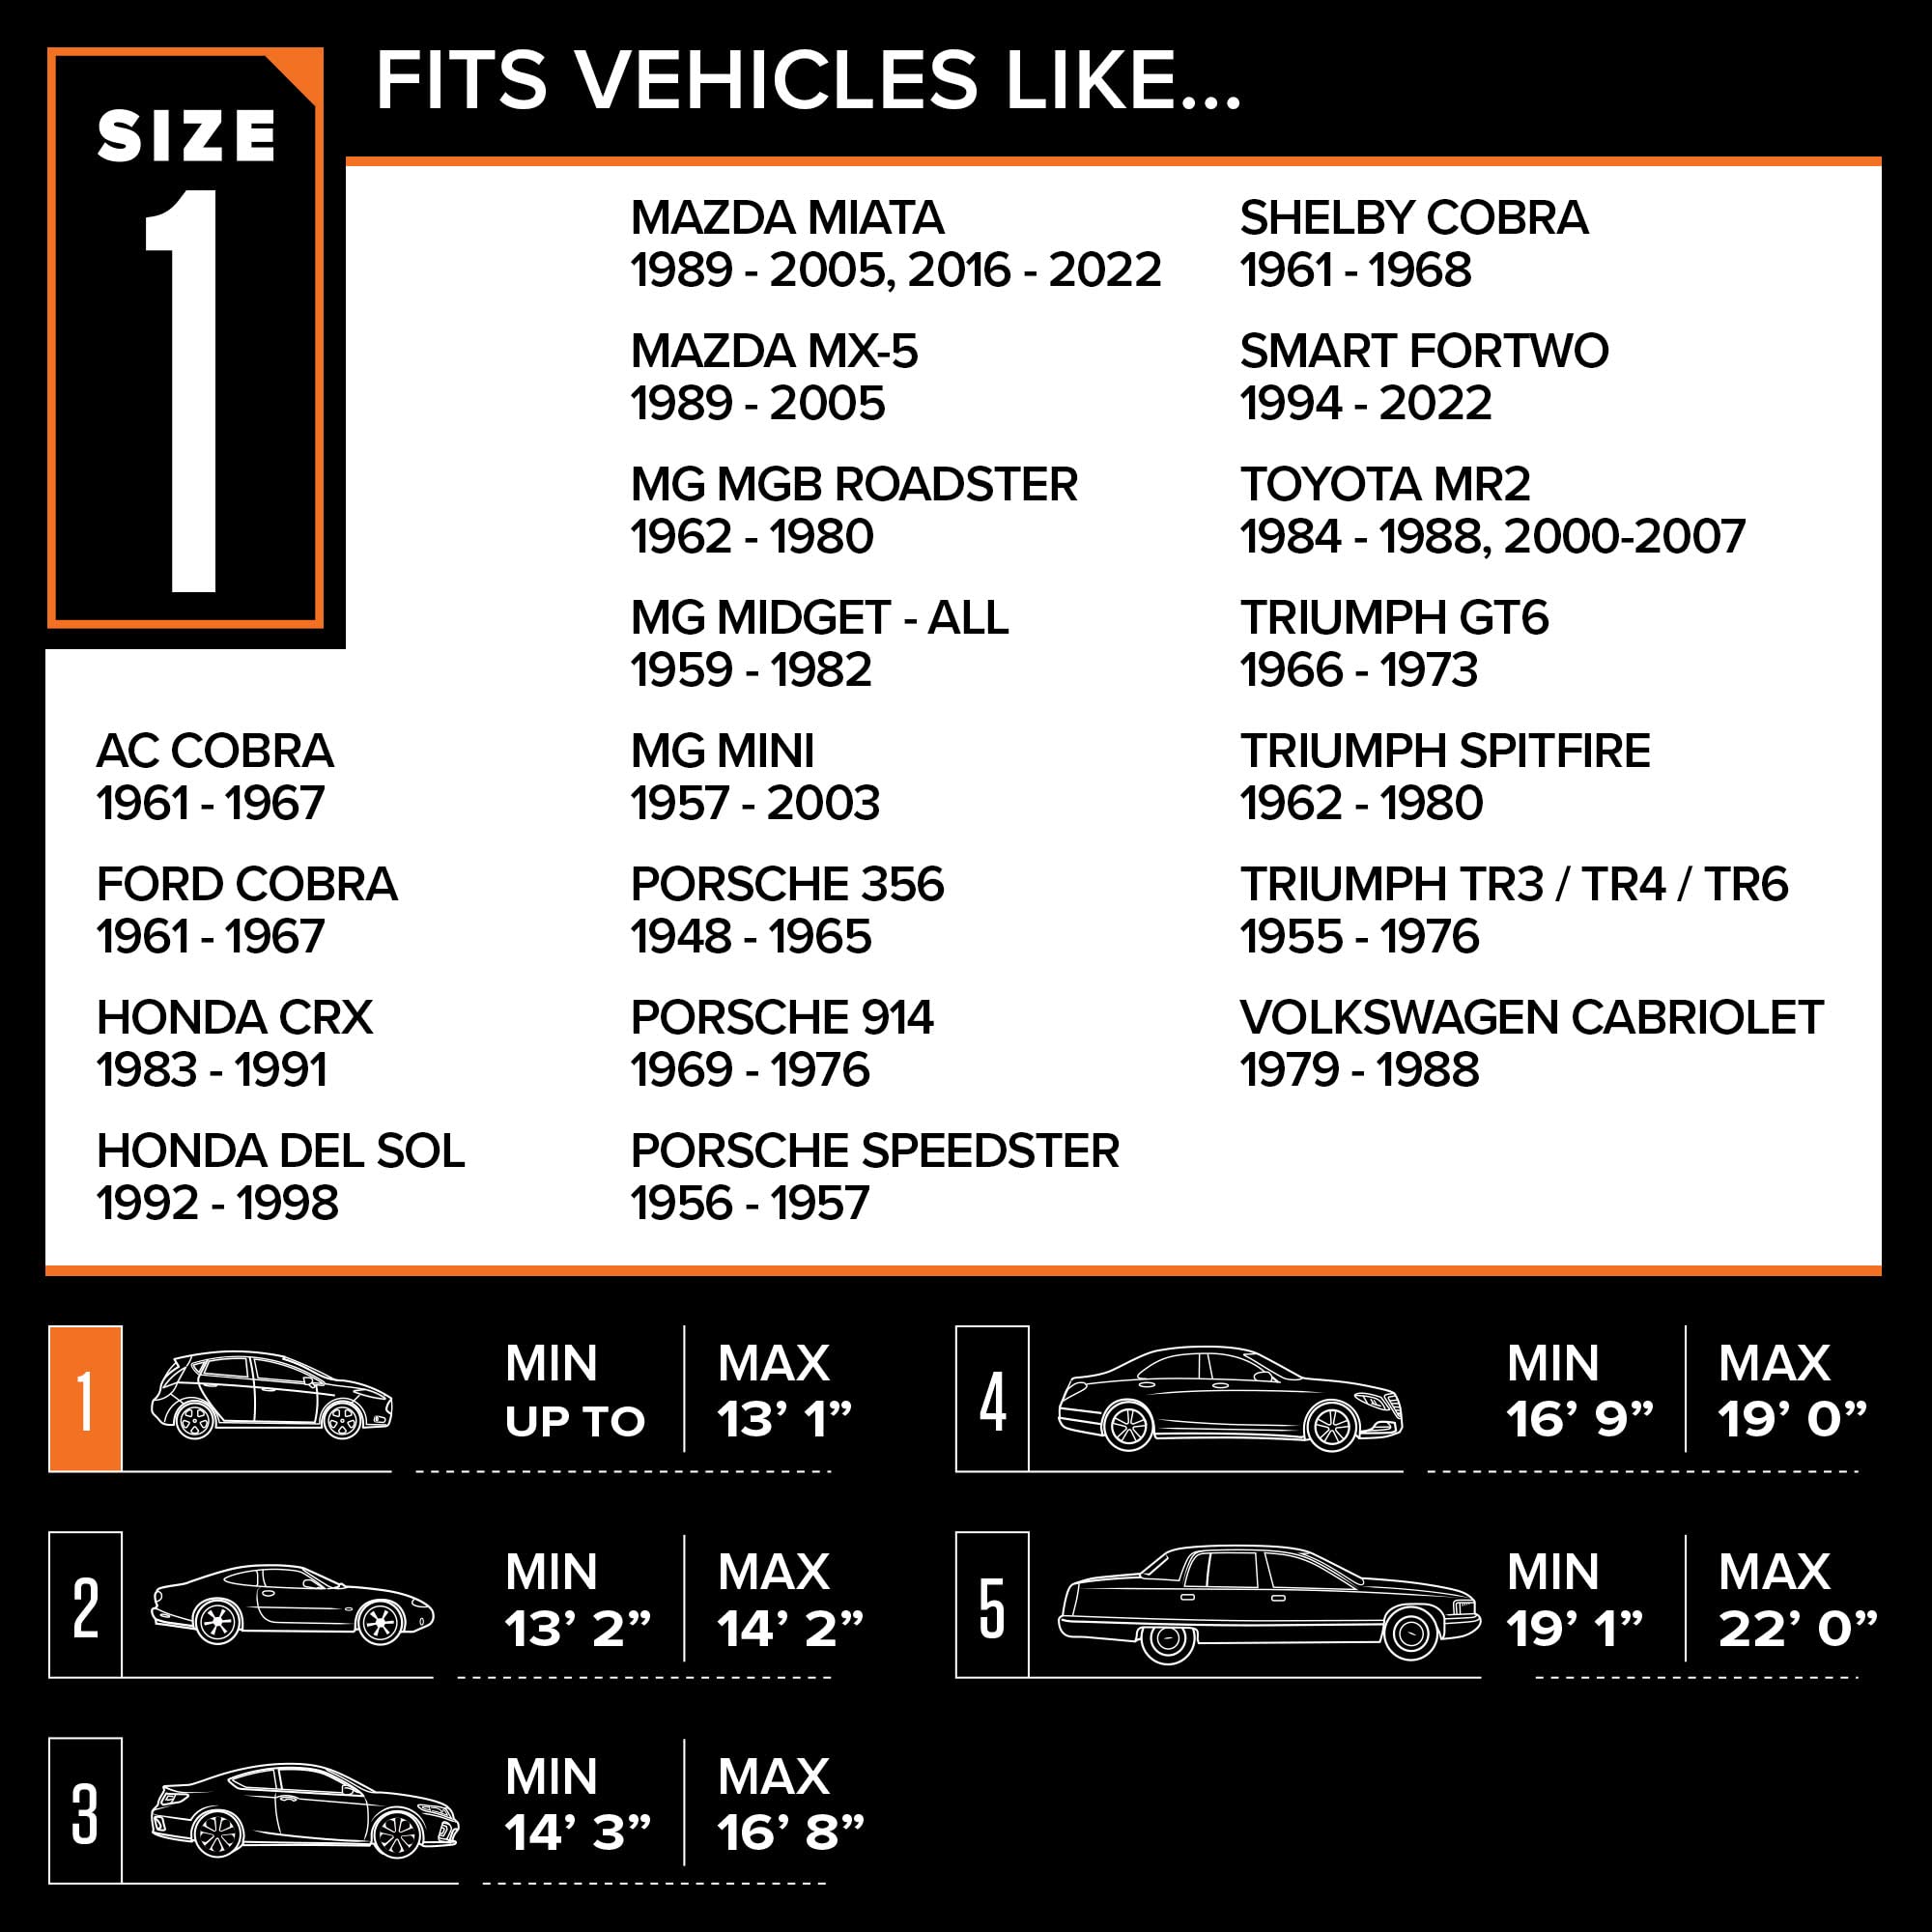 SIZE
1
FITS VEHICLES LIKE...
AC COBRA
1961 - 1967
FORD COBRA
1961 - 1967
HONDA CRX
1983 - 1991
HONDA DEL SOL
1992 - 1998
MAZDA MIATA
1989 - 2005, 2016 - 2022
MAZDA MX-5
1989 - 2005
MG MGB ROADSTER
1962 - 1980
MG MIDGET - ALL
1959 - 1982
MG MINI
1957 - 2003
PORSCHE 356
1948 - 1965
PORSCHE 914
1969 - 1976
PORSCHE SPEEDSTER
1956 - 1957
SHELBY COBRA
1961 - 1968
SMART FORTWO
1994 - 2022
TOYOTA MR2
1984 - 1988, 2000-2007
TRIUMPH GT6
1966 - 1973
TRIUMPH SPITFIRE
1962 - 1980
TRIUMPH TR3 / TR4 / TR6
1955 - 1976
VOLKSWAGEN CABRIOLET
1979 - 1988
1
MIN
UP TO
MAX
13’ 1”
2
MIN
13’ 2”
MAX
14’ 2”
3
MIN
14’ 3”
MAX
16’ 8”
4
MIN
16’ 9”
MAX
19’ 0”
5
MIN
19’ 1”
MAX
22’ 0”